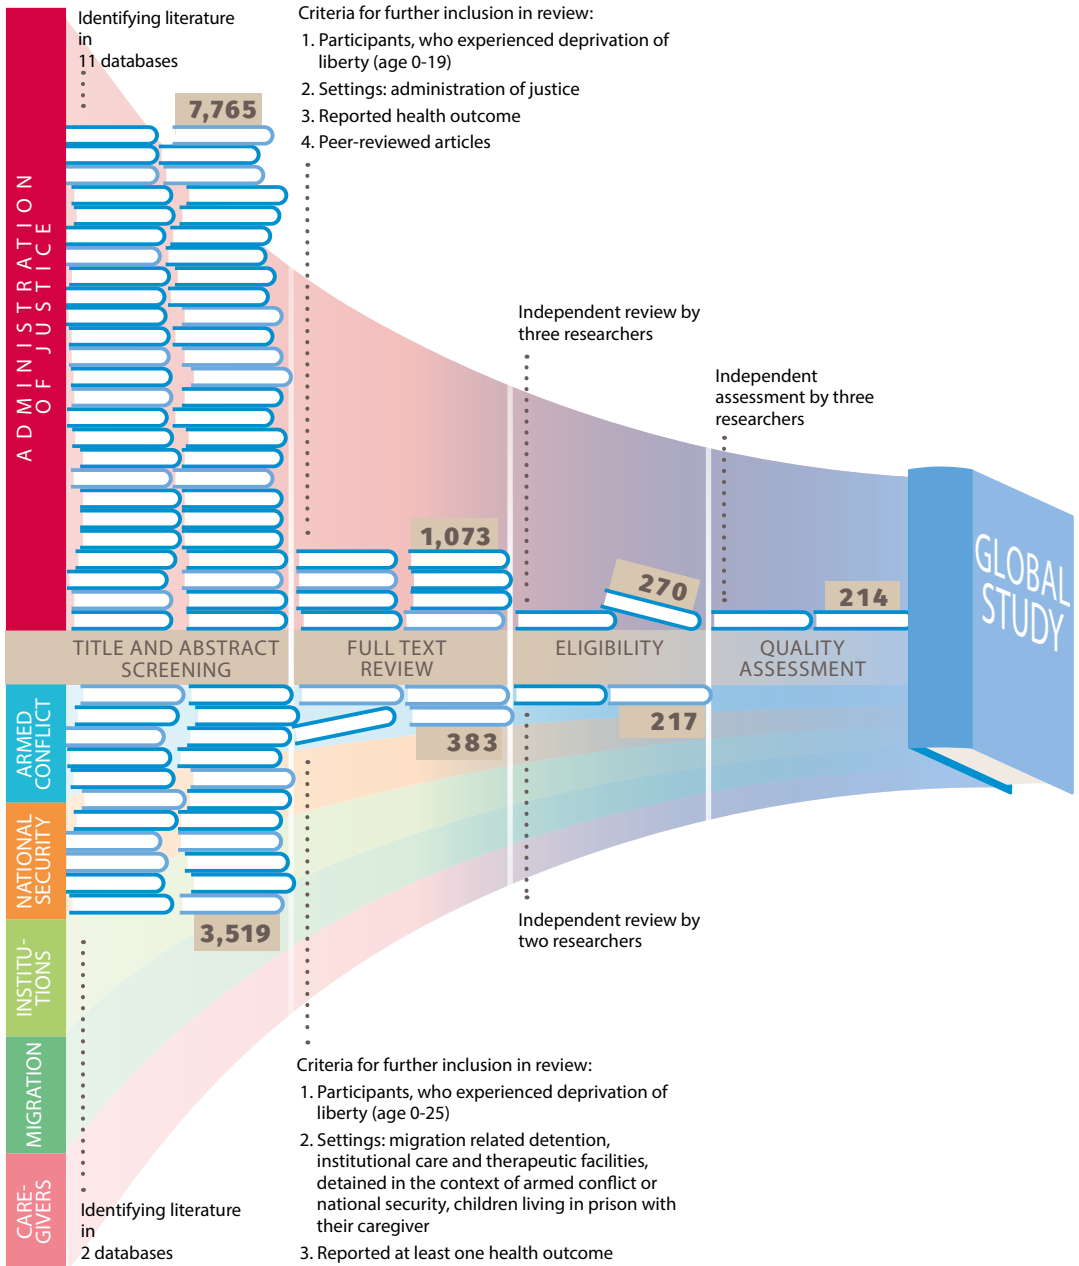 Identifying literature
in
11 databases
Criteria for further inclusion in review:
1. Participants, who experienced deprivation of
liberty (age 0-19)
2. Settings: administration of justice
3. Reported health outcome
4. Peer-reviewed articles
7,765
ADMINISTRATION
OF JUSTICE
Independent review by
three researchers
Independent
assessment by three
researchers
1,073
270
214
GLOBAL
STUDY
TITLE AND ABSTRACT
SCREENING
FULL TEXT
REVIEW
ELIGIBILITY
QUALITY
ASSESSMENT
ARMED
CONFLICT
383
217
NATIONAL
SECURITY
3,519
Independent review by
two researchers
INSTITU-
TIONS
MIGRATION
CARE-
GIVERS
Identifying literature
in
2 databases
Criteria for further inclusion in review:
1. Participants, who experienced deprivation of
liberty (age 0-25)
2. Settings: migration related detention,
institutional care and therapeutic facilities,
detained in the context of armed conflict or
national security, children living in prison with
their caregiver
3. Reported at least one health outcome